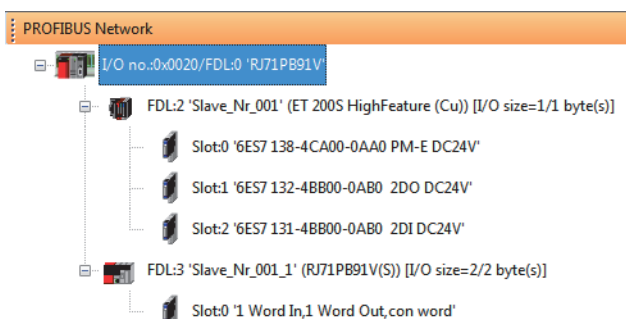 PROFIBUS Network
I/O no.:0x0020/FDL:0 'RJ71PB91V'
FDL:2 'Slave_Nr_001' (ET 200S HighFeature (Cu)) [I/O size=1/1 byte(s)]
Slot:0 '6ES7 138-4CA00-0AA0 PM-E DC24V'
Slot:1 '6ES7 132-4BB00-0AB0  2DO DC24V'
Slot:2 '6ES7 131-4BB00-0AB0  2DI DC24V'
FDL:3 'Slave_Nr_001_1' (RJ71PB91V(S)) [I/O size=2/2 byte(s)]
Slot:0 '1 Word In,1 Word Out,con word'